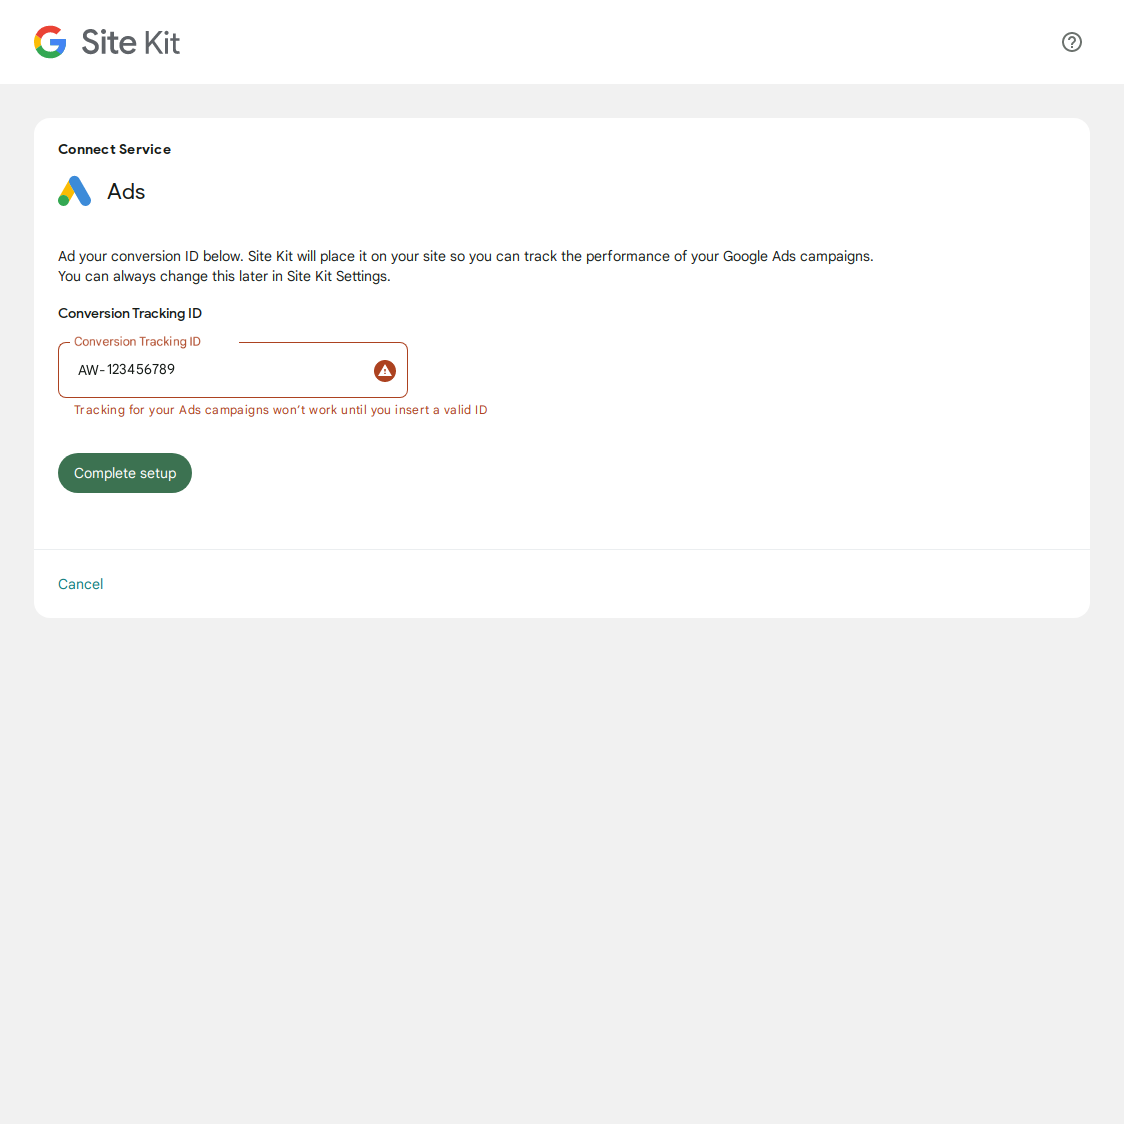 Site Kit
Connect Service
Ads
Ad your conversion ID below. Site Kit will place it on your site so you can track the performance of your Google Ads campaigns.
You can always change this later in Site Kit Settings.
Conversion Tracking ID
Conversion Tracking ID
AW-123456789
Tracking for your Ads campaigns won’t work until you insert a valid ID
Complete setup
Cancel